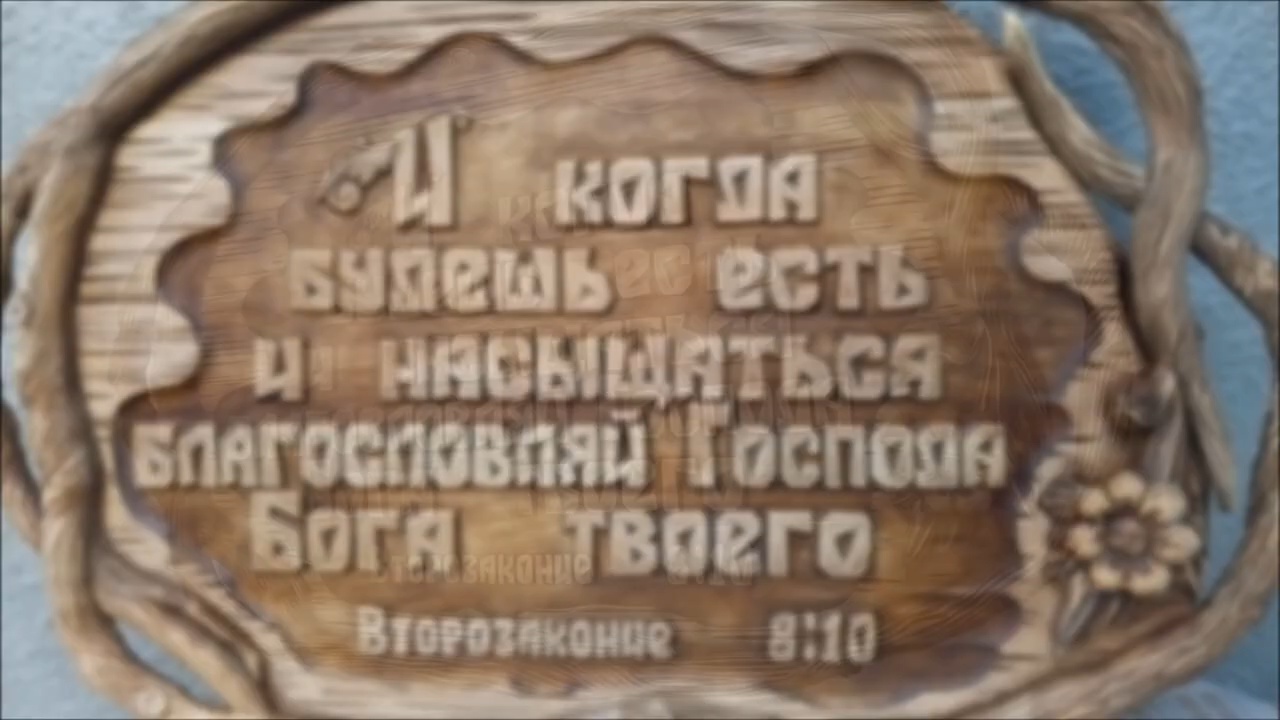 И когда
будешь есть
и насыщаться
благословляй Господа
Бога твоего
Второзаконие 8:10